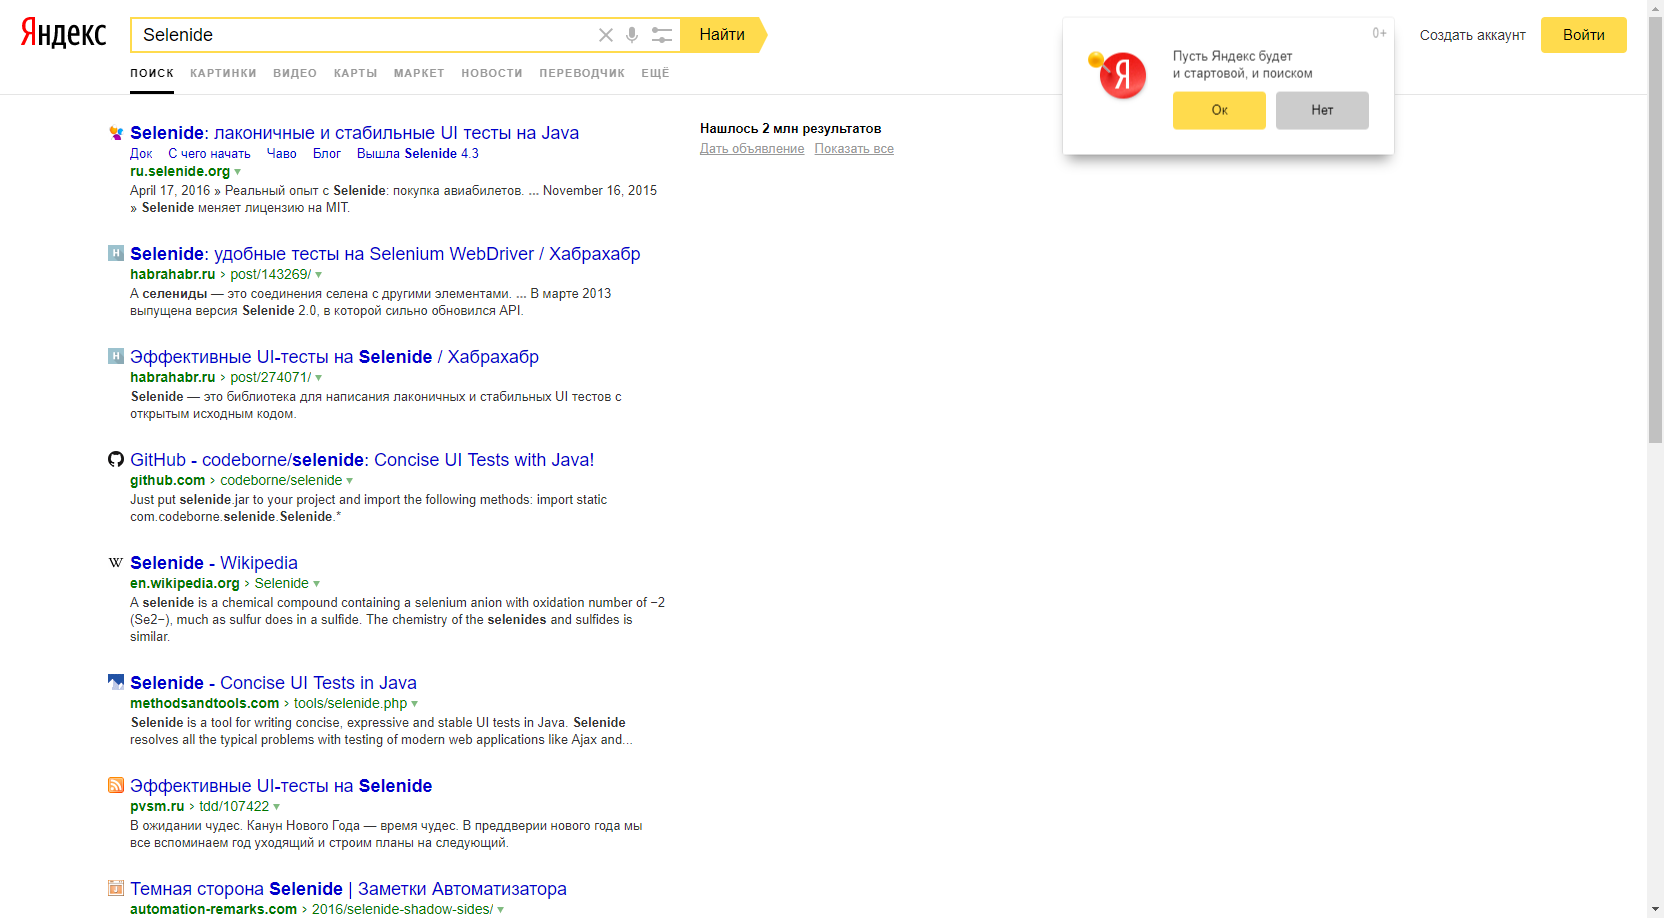 Яндекс
Selenide
Найти
ПОИСК КАРТИНКИ ВИДЕО КАРТЫ МАРКЕТ НОВОСТИ ПЕРЕВОДЧИК ЕЩЁ
0+
Пусть Яндекс будет
и стартовой, и поиском
Ок Нет
Создать аккаунт
Войти
Selenide: лаконичные и стабильные UI тесты на Java
Док С чего начать Чаво Блог Вышла Selenide 4.3
ru.selenide.org
April 17, 2016 » Реальный опыт с Selenide: покупка авиабилетов. ... November 16, 2015
» Selenide меняет лицензию на MIT.
Нашлось 2 млн результатов
Дать объявление Показать все
Selenide: удобные тесты на Selenium WebDriver / Хабрахабр
habrahabr.ru › post/143269/
А селениды — это соединения селена с другими элементами. ... В марте 2013
выпущена версия Selenide 2.0, в которой сильно обновился API.
Эффективные UI-тесты на Selenide / Хабрахабр
habrahabr.ru › post/274071/
Selenide — это библиотека для написания лаконичных и стабильных UI тестов с
открытым исходным кодом.
GitHub - codeborne/selenide: Concise UI Tests with Java!
github.com › codeborne/selenide
Just put selenide.jar to your project and import the following methods: import static
com.codeborne.selenide.Selenide.*
Selenide - Wikipedia
en.wikipedia.org › Selenide
A selenide is a chemical compound containing a selenium anion with oxidation number of −2
(Se2−), much as sulfur does in a sulfide. The chemistry of the selenides and sulfides is
similar.
Selenide - Concise UI Tests in Java
methodsandtools.com › tools/selenide.php
Selenide is a tool for writing concise, expressive and stable UI tests in Java. Selenide
resolves all the typical problems with testing of modern web applications like Ajax and...
Эффективные UI-тесты на Selenide
pvsm.ru › tdd/107422
В ожидании чудес. Канун Нового Года — время чудес. В преддверии нового года мы
все вспоминаем год уходящий и строим планы на следующий.
Темная сторона Selenide | Заметки Автоматизатора
automation-remarks.com › 2016/selenide-shadow-sides/